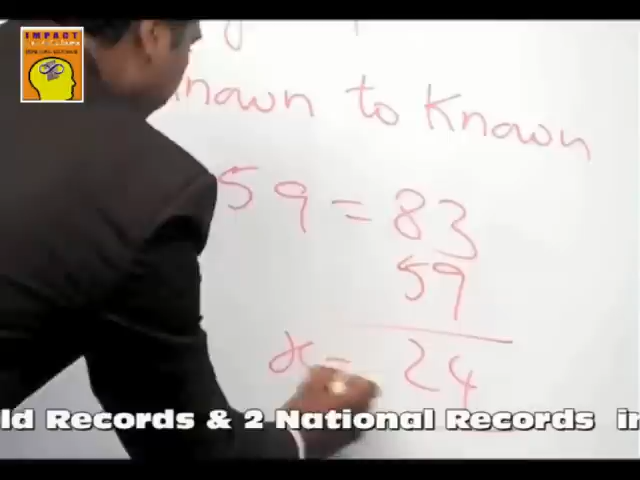 IMPACT
nown to Known
59 = 83
59
x = 24
ld Records & 2 National Records in